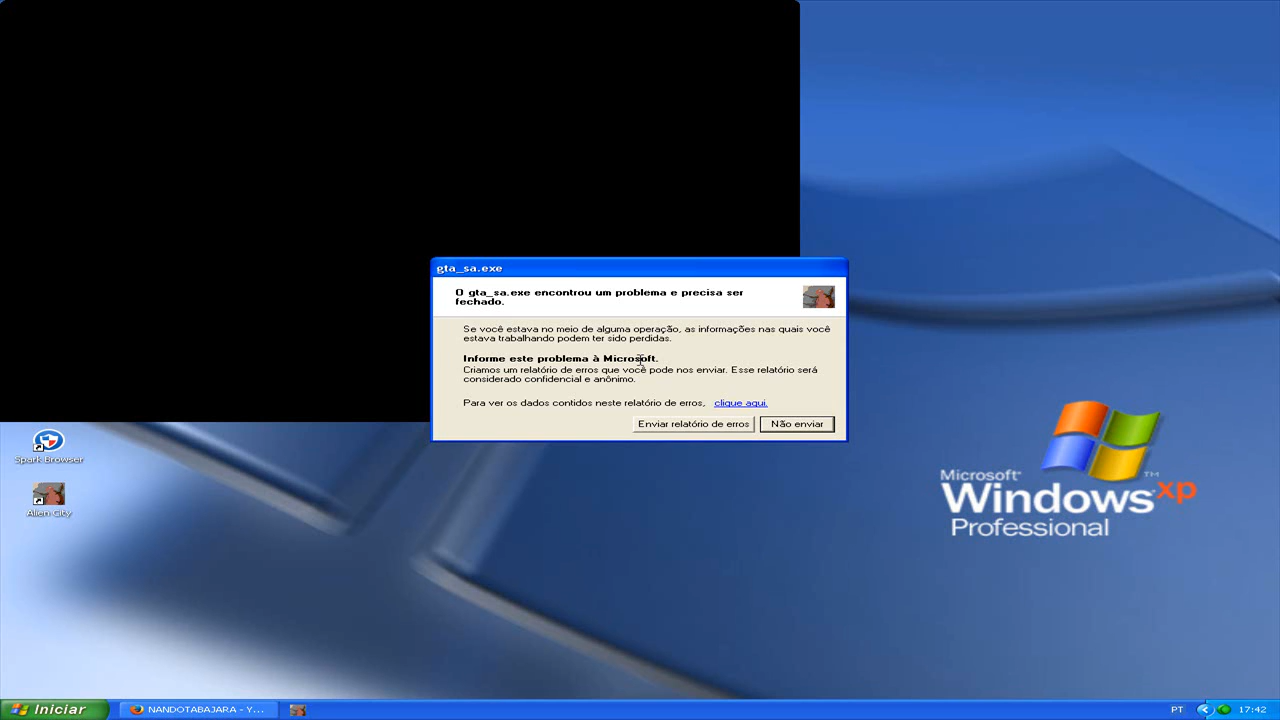 gta_sa.exe
O gta_sa.exe encontrou um problema e precisa ser
fechado.
Se você estava no meio de alguma operação, as informações nas quais você
estava trabalhando podem ter sido perdidas.
Informe este problema à Microsoft.
Criamos um relatório de erros que você pode nos enviar. Esse relatório será
considerado confidencial e anônimo.
Para ver os dados contidos neste relatório de erros, clique aqui.
Enviar relatório de erros
Não enviar
Spark Browser
Alien City
Microsoft
Windows xp
TM
Professional
Iniciar
NANDOTABAJARA - Y...
PT
17:42